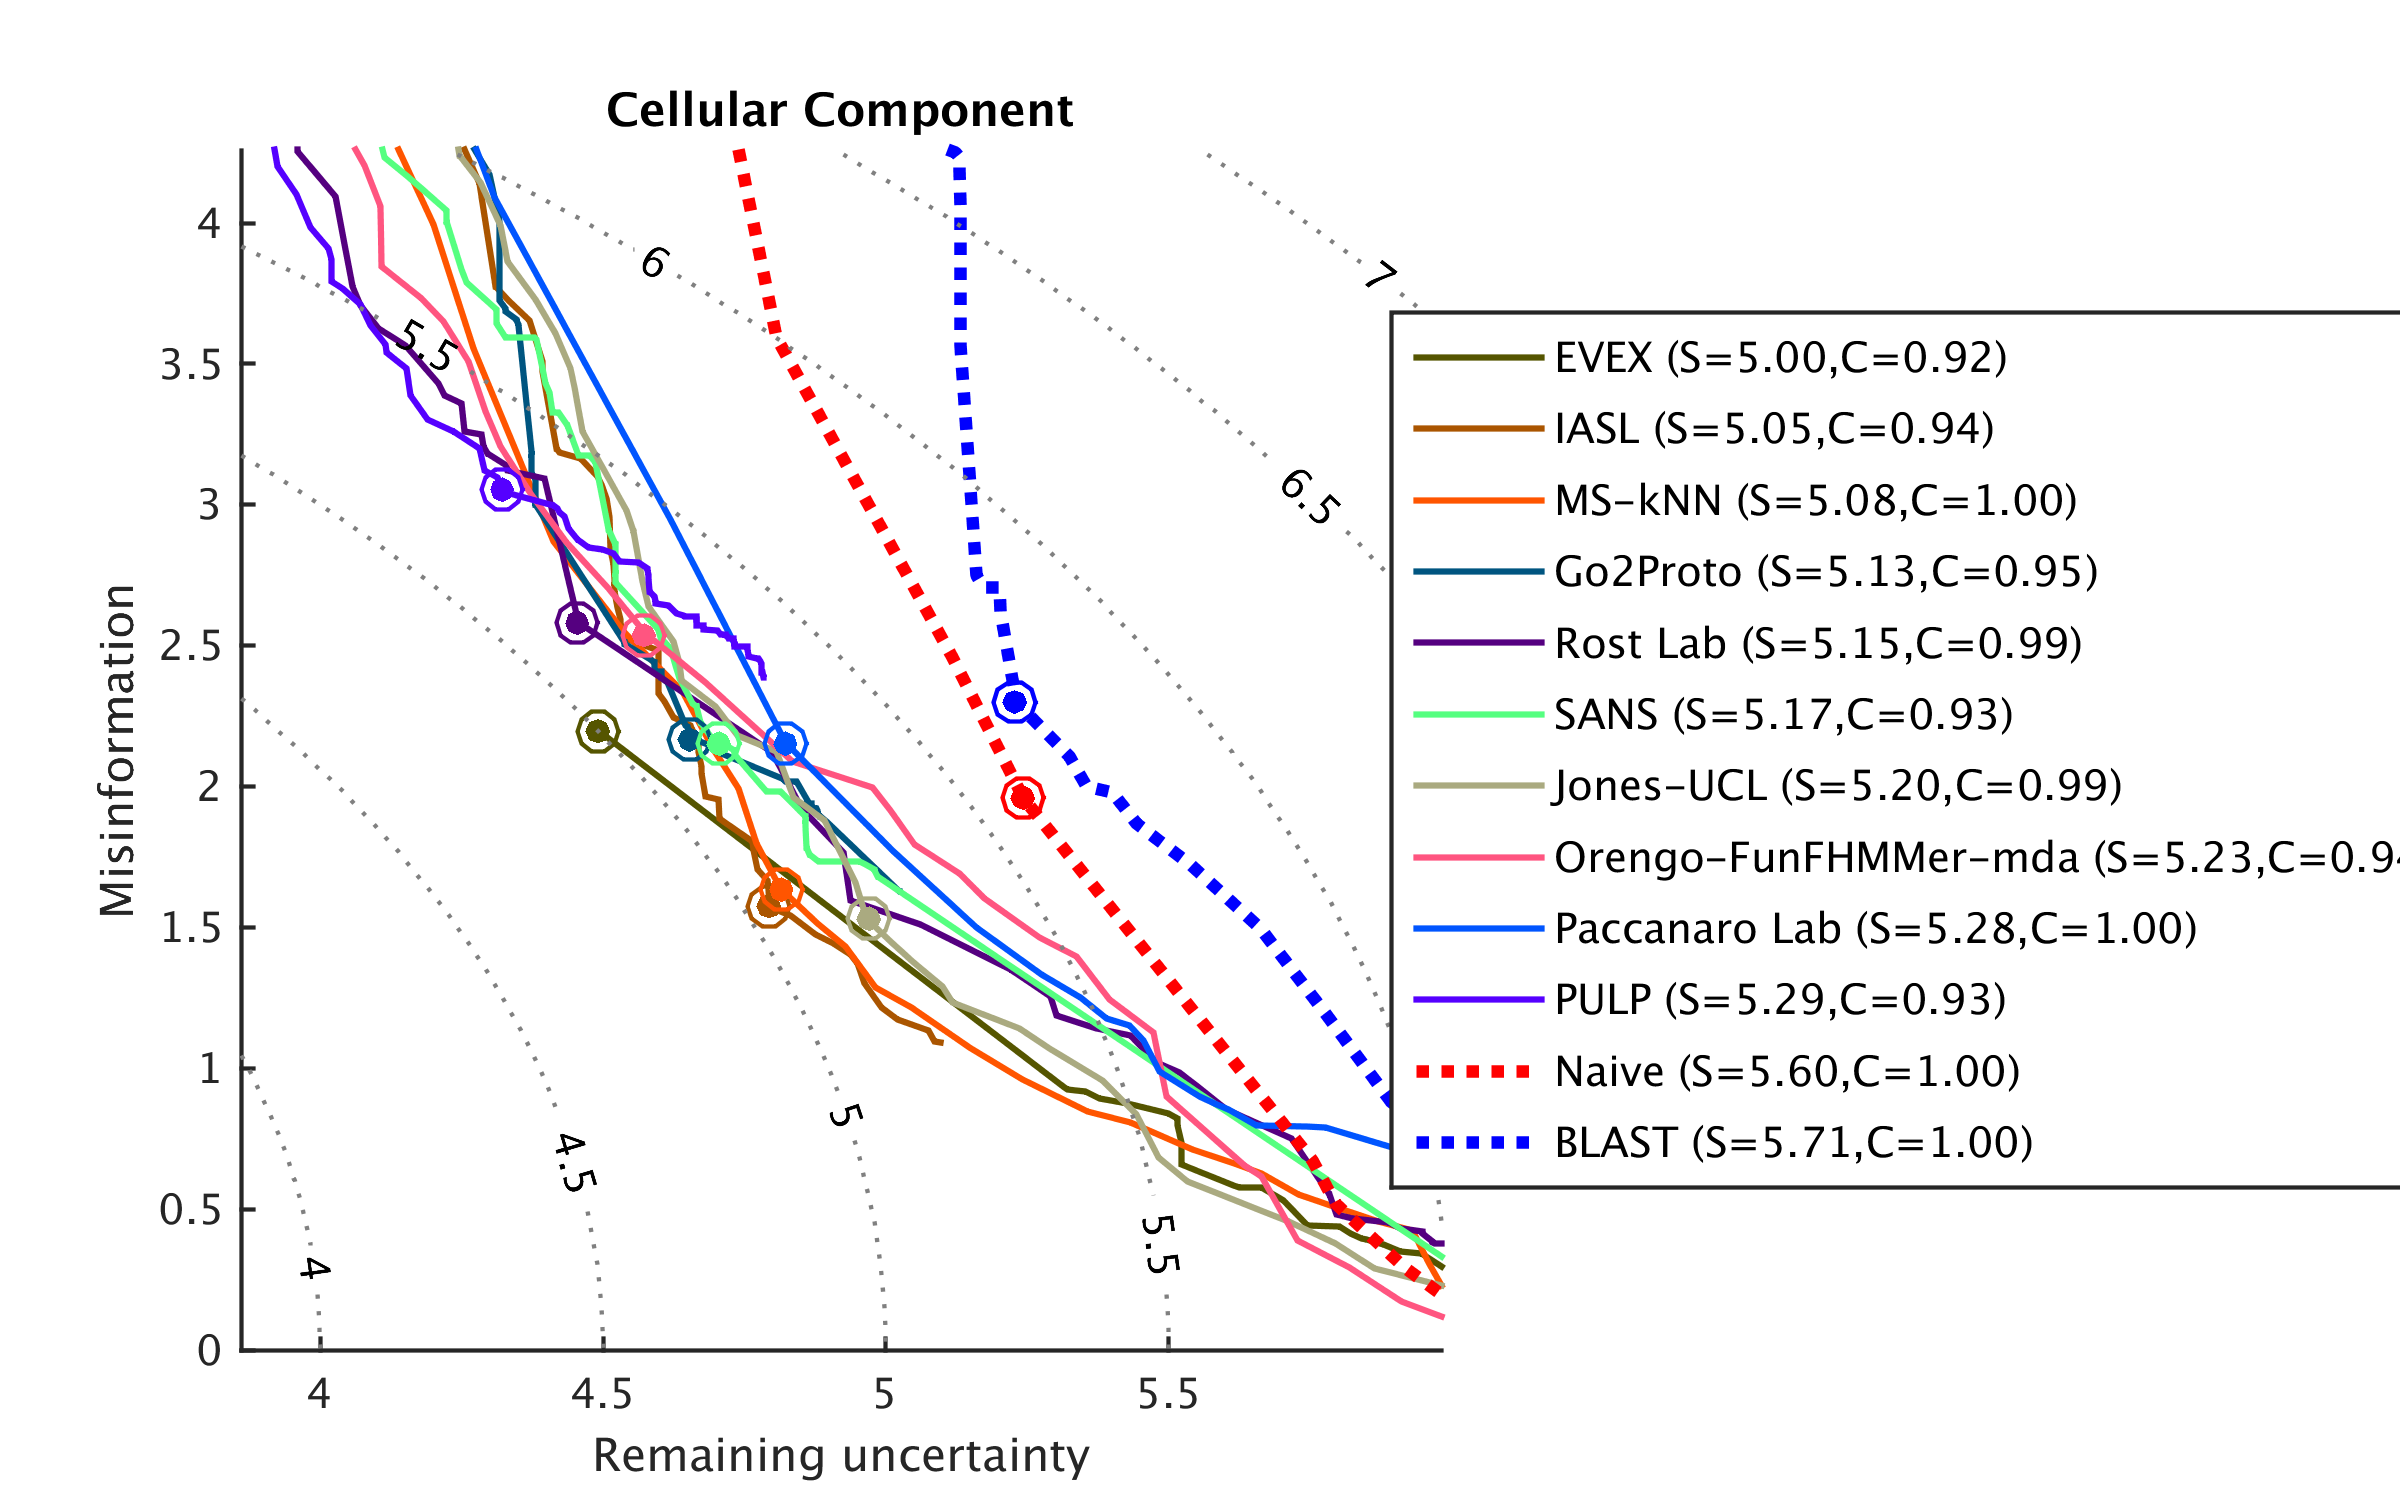 Cellular Component
Misinformation
4
3.5
3
2.5
2
1.5
1
0.5
0
4
4.5
5
5.5
Remaining uncertainty
6
7
5.5
6.5
5
4.5
5.5
4
EVEX (S=5.00,C=0.92)
IASL (S=5.05,C=0.94)
MS-kNN (S=5.08,C=1.00)
Go2Proto (S=5.13,C=0.95)
Rost Lab (S=5.15,C=0.99)
SANS (S=5.17,C=0.93)
Jones-UCL (S=5.20,C=0.99)
Orengo-FunFHMMer-mda (S=5.23,C=0.94
Paccanaro Lab (S=5.28,C=1.00)
PULP (S=5.29,C=0.93)
Naive (S=5.60,C=1.00)
BLAST (S=5.71,C=1.00)